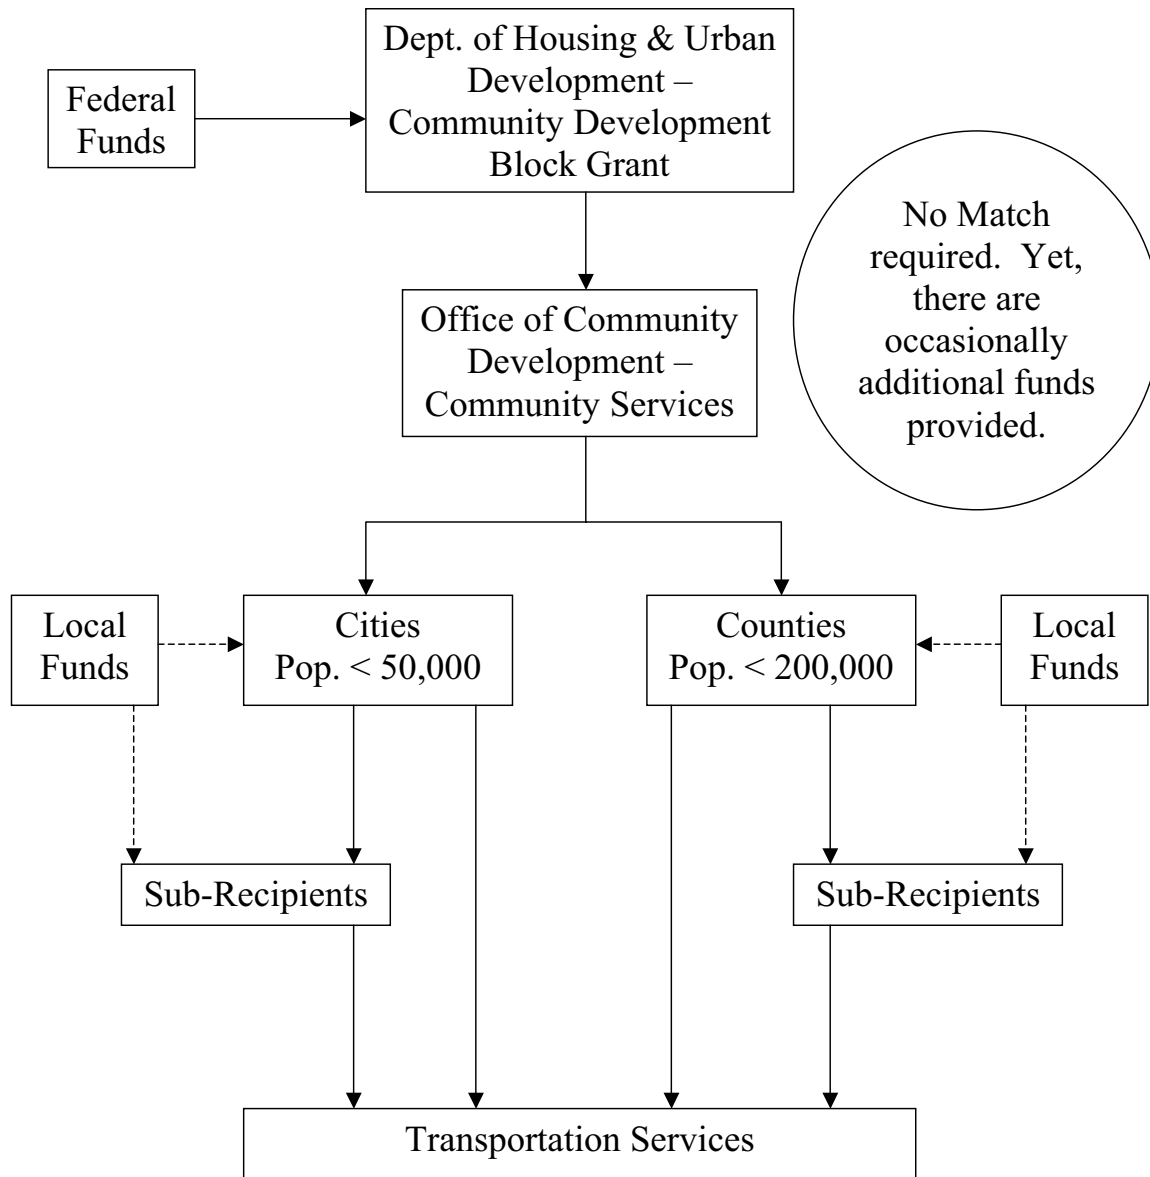 Dept. of Housing & Urban
Development –
Community Development
Block Grant
Federal
Funds
No Match
required.  Yet,
there are
occasionally
additional funds
provided.
Office of Community
Development –
Community Services
Local
Funds
Cities
Pop. < 50,000
Counties
Pop. < 200,000
Local
Funds
Sub-Recipients
Sub-Recipients
Transportation Services